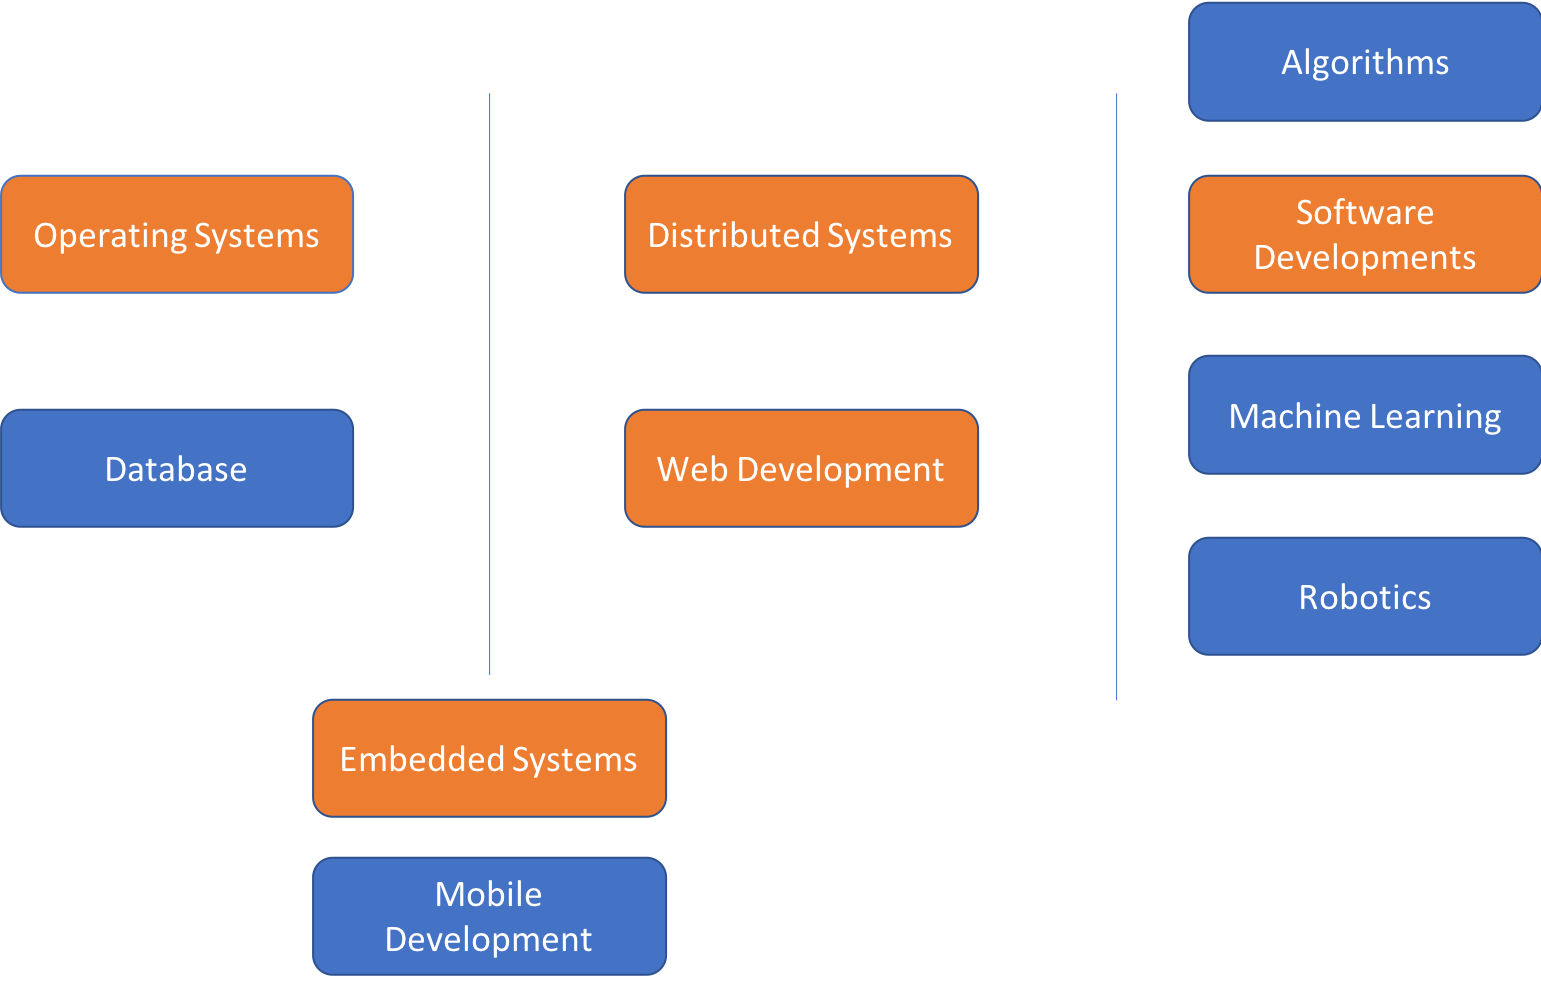 Algorithms
Operating Systems
Distributed Systems
Software
Developments
Database
Web Development
Machine Learning
Robotics
Embedded Systems
Mobile
Development